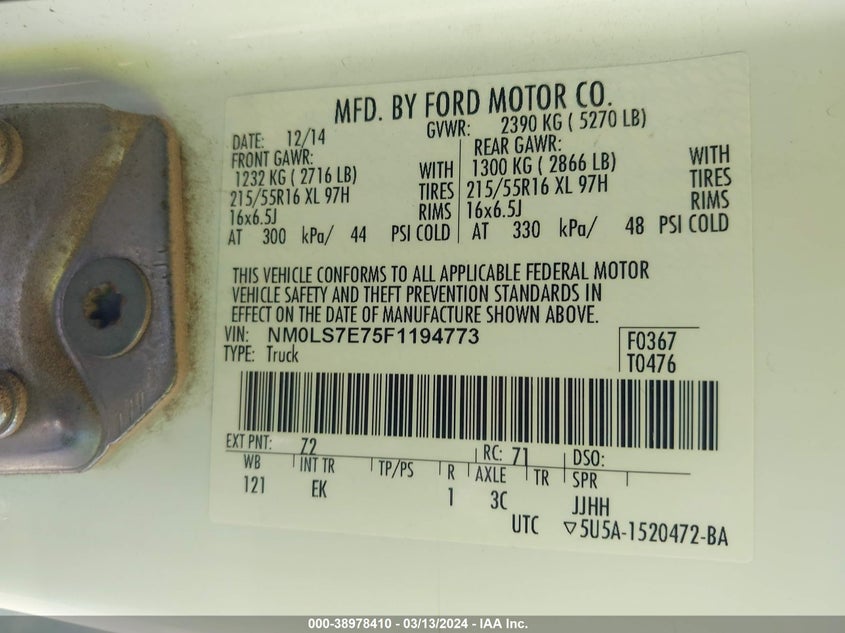 MFD. BY FORD MOTOR CO.
DATE: 12/14 GVWR: 2390 KG ( 5270 LB)
FRONT GAWR: REAR GAWR:
1232 KG ( 2716 LB) WITH 1300 KG ( 2866 LB) WITH
215/55R16 XL 97H TIRES 215/55R16 XL 97H TIRES
16x6.5J RIMS 16x6.5J RIMS
AT 300 kPa/ 44 PSI COLD AT 330 kPa/ 48 PSI COLD
THIS VEHICLE CONFORMS TO ALL APPLICABLE FEDERAL MOTOR
VEHICLE SAFETY AND THEFT PREVENTION STANDARDS IN
EFFECT ON THE DATE OF MANUFACTURE SHOWN ABOVE.
VIN: NM0LS7E75F1194773 F0367
TYPE: Truck T0476
EXT PNT: 72 RC: 71 DSO:
WB INT TR TP/PS R AXLE TR SPR
121 EK 1 3C JJHH
UTC ▽5U5A-1520472-BA
000-38978410 - 03/13/2024 - IAA Inc.